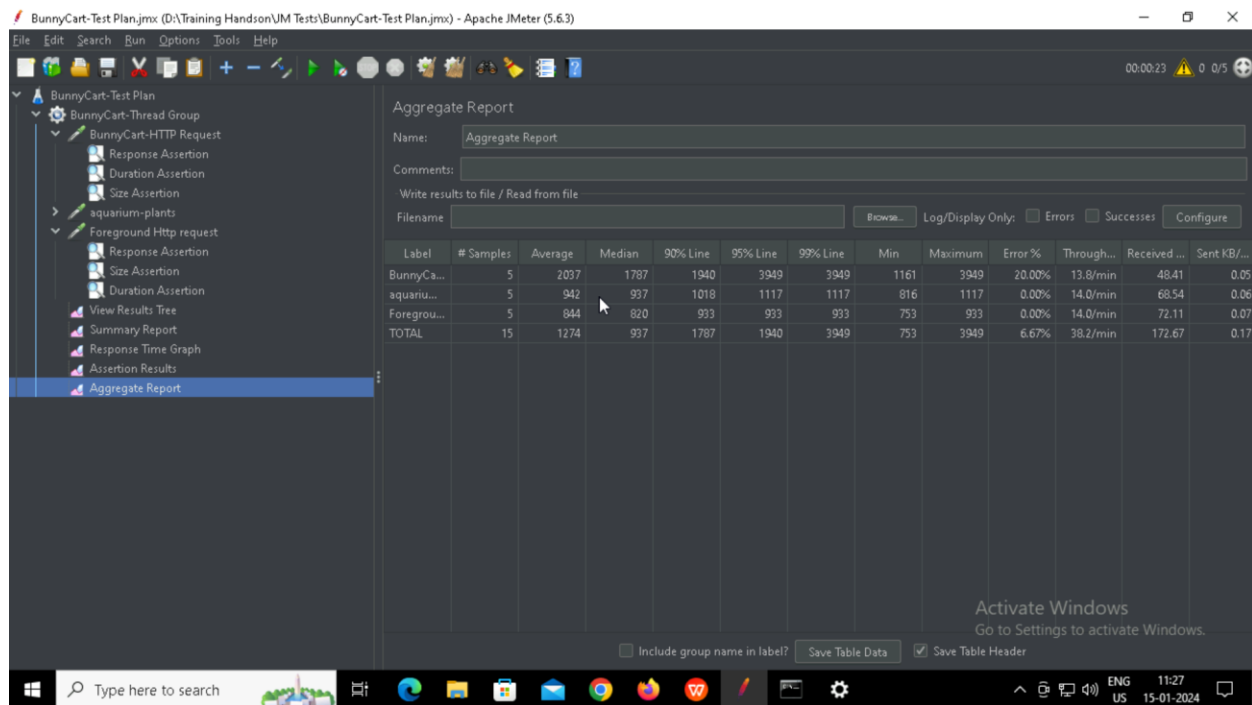 BunnyCart-Test Plan.jmx (D:\Training Handson\JM Tests\BunnyCart-Test Plan.jmx) - Apache JMeter (5.6.3)
File Edit Search Run Options Tools Help
00:00:23 0 0/5
BunnyCart-Test Plan
BunnyCart-Thread Group
BunnyCart-HTTP Request
Response Assertion
Duration Assertion
Size Assertion
aquarium-plants
Foreground Http request
Response Assertion
Size Assertion
Duration Assertion
View Results Tree
Summary Report
Response Time Graph
Assertion Results
Aggregate Report
Aggregate Report
Name: Aggregate Report
Comments:
Write results to file / Read from file
Filename Browse... Log/Display Only: Errors Successes Configure
Label # Samples Average Median 90% Line 95% Line 99% Line Min Maximum Error % Through... Received ... Sent KB/...
BunnyCa... 5 2037 1787 1940 3949 3949 1161 3949 20.00% 13.8/min 48.41 0.05
aquariu... 5 942 937 1018 1117 1117 816 1117 0.00% 14.0/min 68.54 0.06
Foregrou... 5 844 820 933 933 933 753 933 0.00% 14.0/min 72.11 0.07
TOTAL 15 1274 937 1787 1940 3949 753 3949 6.67% 38.2/min 172.67 0.17
Activate Windows
Go to Settings to activate Windows.
Include group name in label? Save Table Data Save Table Header
Type here to search
ENG
US
11:27
15-01-2024